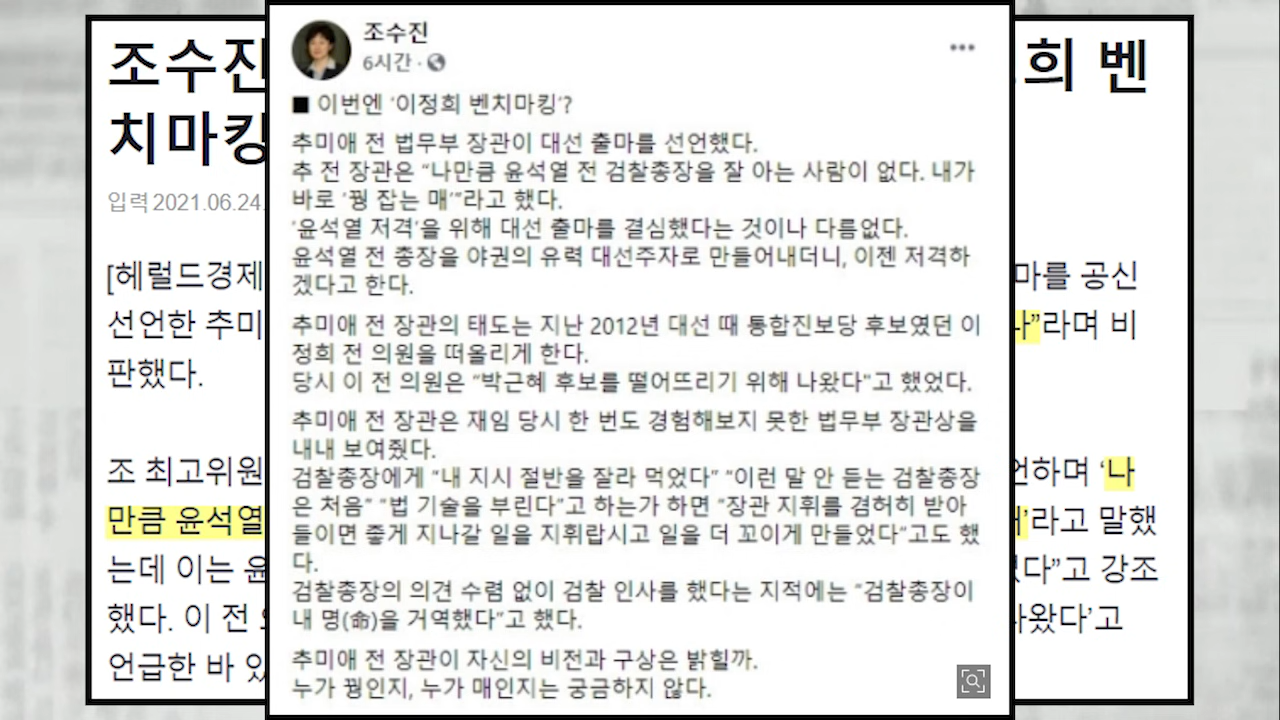 조수진
희 벤
치마킹
입력 2021.06.24.
[헤럴드경제
마를 공신
선언한 추미
나”라며 비
판했다.
조 최고위원
언하며 ‘나
만큼 윤석열
’라고 말했
는데 이는 윤
다”고 강조
했다. 이 전
나왔다’고
언급한 바 있
조수진
6시간 ·
■ 이번엔 ‘이정희 벤치마킹’?
추미애 전 법무부 장관이 대선 출마를 선언했다.
추 전 장관은 “나만큼 윤석열 전 검찰총장을 잘 아는 사람이 없다. 내가
바로 ‘꿩 잡는 매’”라고 했다.
‘윤석열 저격’을 위해 대선 출마를 결심했다는 것이나 다름없다.
윤석열 전 총장을 야권의 유력 대선주자로 만들어내더니, 이젠 저격하
겠다고 한다.
추미애 전 장관의 태도는 지난 2012년 대선 때 통합진보당 후보였던 이
정희 전 의원을 떠올리게 한다.
당시 이 전 의원은 “박근혜 후보를 떨어뜨리기 위해 나왔다"고 했었다.
추미애 전 장관은 재임 당시 한 번도 경험해보지 못한 법무부 장관상을
내내 보여줬다.
검찰총장에게 “내 지시 절반을 잘라 먹었다” “이런 말 안 듣는 검찰총장
은 처음” “법 기술을 부린다”고 하는가 하면 “장관 지휘를 겸허히 받아
들이면 좋게 지나갈 일을 지휘랍시고 일을 더 꼬이게 만들었다”고도 했
다.
검찰총장의 의견 수렴 없이 검찰 인사를 했다는 지적에는 “검찰총장이
내 명(命)을 거역했다”고 했다.
추미애 전 장관이 자신의 비전과 구상은 밝힐까.
누가 꿩인지, 누가 매인지는 궁금하지 않다.